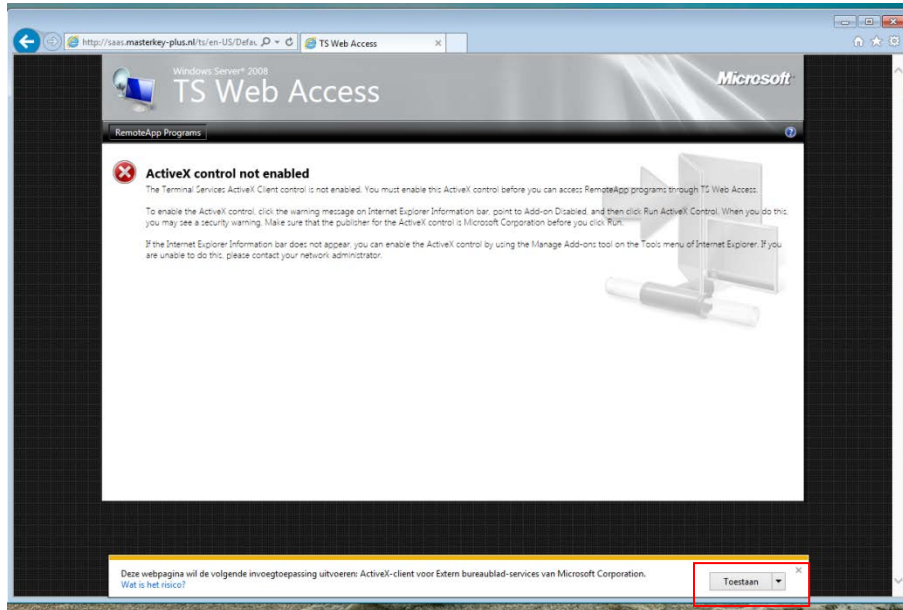 http://saas.masterkey-plus.nl/ts/en-US/Defau
TS Web Access
Windows Server® 2008
TS Web Access
Microsoft
RemoteApp Programs
ActiveX control not enabled
The Terminal Services ActiveX Client control is not enabled. You must enable this ActiveX control before you can access RemoteApp programs through TS Web Access.
To enable the ActiveX control, click the warning message on Internet Explorer Information bar, point to Add-on Disabled, and then click Run ActiveX Control. When you do this,
you may see a security warning. Make sure that the publisher for the ActiveX control is Microsoft Corporation before you click Run.
If the Internet Explorer Information bar does not appear, you can enable the ActiveX control by using the Manage Add-ons tool on the Tools menu of Internet Explorer. If you
are unable to do this, please contact your network administrator.
Deze webpagina wil de volgende invoegtoepassing uitvoeren: ActiveX-client voor Extern bureaublad-services van Microsoft Corporation.
Wat is het risico?
Toestaan